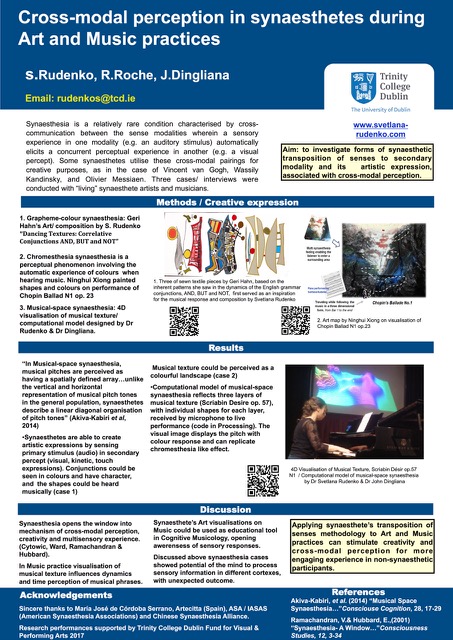 Cross-modal perception in synaesthetes during
Art and Music practices
s.Rudenko, R.Roche, J.Dingliana
Email: rudenkos@tcd.ie
Trinity
College
Dublin
The University of Dublin
Synaesthesia is a relatively rare condition characterised by cross-
communication between the sense modalities wherein a sensory
experience in one modality (e.g. an auditory stimulus) automatically
elicits a concurrent perceptual experience in another (e.g. a visual
percept). Some synaesthetes utilise these cross-modal pairings for
creative purposes, as in the case of Vincent van Gogh, Wassily
Kandinsky, and Olivier Messiaen. Three cases/ interviews were
conducted with "living" synaesthete artists and musicians.
www.svetlana-
rudenko.com
Aim: to investigate forms of synaesthetic
transposition of senses to secondary
modality and its artistic expression,
associated with cross-modal perception.
Methods / Creative expression
1. Grapheme-colour synaesthesia: Geri
Hahn's Art/ composition by S. Rudenko
"Dancing Textures: Correlative
Conjunctions AND, BUT and NOT"
2. Chromesthesia synaesthesia is a
perceptual phenomenon involving the
automatic experience of colours when
hearing music. Ninghui Xiong painted
shapes and colours on performance of
Chopin Ballad N1 op. 23
3. Musical-space synaesthesia: 4D
visualisation of music texture/
computational model designed by Dr
Rudenko & Dr Dingliana.
1. Three of seven textile pieces by Geri Hahn, based on the
inherent patterns she saw in the dynamics of the English grammar
conjunctions, AND, BUT and NOT, first served as an inspiration
for the musical response and composition by Svetlana Rudenko
Chopin's Ballade No.1
2. Art map by Ninghui Xiong on visualisation of
Chopin Ballad N1 op.23
Results
"In Musical-space synaesthesia,
musical pitches are perceived as
having a spatially defined array…unlike
the vertical and horizontal
representation of musical pitch tones
in the general population, synaesthetes
describe a linear diagonal organisation
of pitch tones" (Akiva-Kabiri et al,
2014)
•Synaesthetes are able to create
artistic expressions by sensing
primary stimulus (audio) in secondary
percept (visual, kinetic, touch
expressions). Conjunctions could be
seen in colours and have character,
and the shapes could be heard
musically (case 1)
Musical texture could be perceived as a
colourful landscape (case 2)
•Computational model of musical-space
synaesthesia reflects three layers of
musical texture (Scriabin Desire op. 57),
with individual shapes for each layer,
received by microphone to live
performance (code in Processing). The
visual image displays the pitch with
colour response and can replicate
chromesthesia like effect.
4D Visualisation of Musical Texture, Scriabin Désir op.57
N1 / Computational model of musical-space synaesthesia
by Dr Svetlana Rudenko & Dr John Dingliana
Discussion
Synaesthesia opens the window into
mechanism of cross-modal perception,
creativity and multisensory experience.
(Cytowic, Ward, Ramachandran &
Hubbard).
In Music practice visualisation of
musical texture influences dynamics
and time perception of musical phrases.
Synaesthete's Art visualisations on
Music could be used as educational tool
in Cognitive Musicology, opening
awereness of sensory responses.
Discussed above synaesthesia cases
showed potential of the mind to process
sensory information in different cortexes,
with unexpected outcome.
Applying synaesthete's transposition of
senses methodology to Art and Music
practices can stimulate creativity and
cross-modal perception for more
engaging experience in non-synaesthetic
participants.
Acknowledgements
Sincere thanks to Maria José de Córdoba Serrano, Artecitta (Spain), ASA / IASAS
(American Synaesthesia Associations) and Chinese Synaesthesia Alliance.
Research performances supported by Trinity College Dublin Fund for Visual &
Performing Arts 2017
References
Akiva-Kabiri, et al. (2014) "Musical Space
Synaesthesia…"Consciouse Cognition, 28, 17-29
Ramachandran, V.& Hubbard, E.,(2001)
"Synaesthesia- A Window…"Consciousness
Studies, 12, 3-34